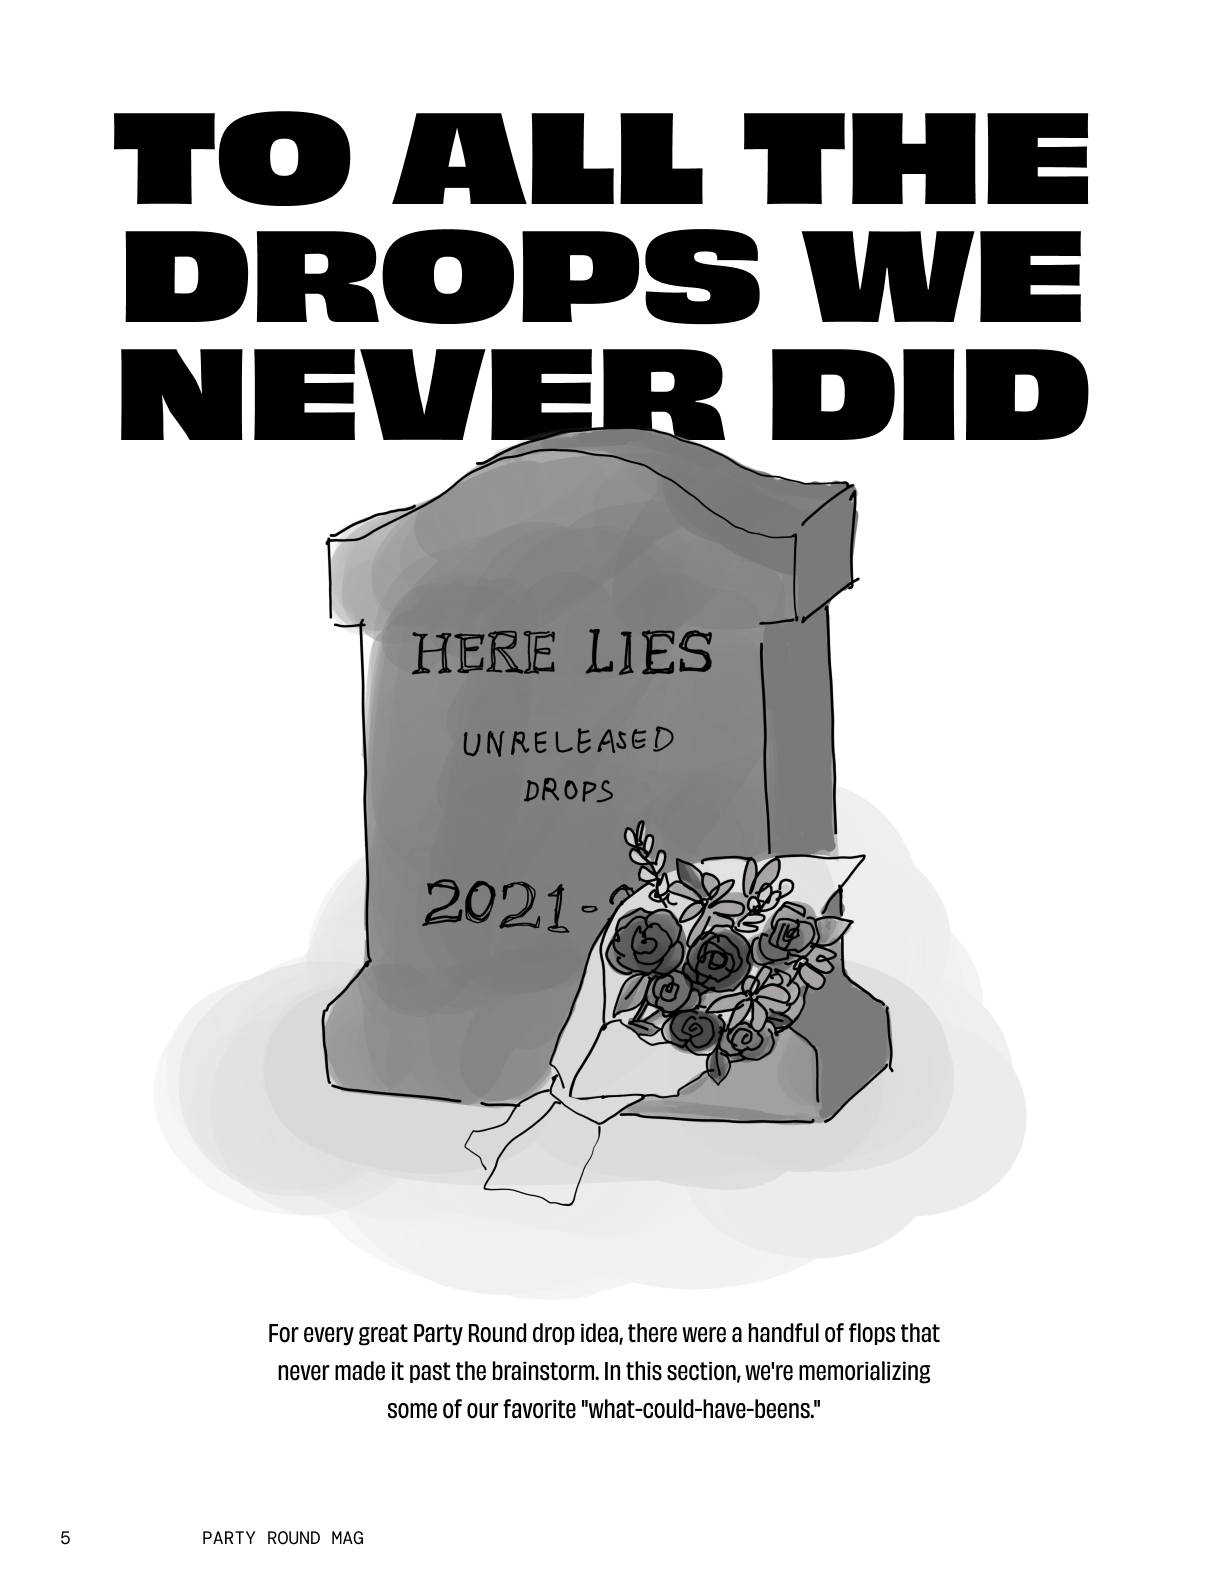 TO ALL THE
DROPS WE
NEVER DID
HERE LIES
UNRELEASED
DROPS
2021-
For every great Party Round drop idea, there were a handful of flops that
never made it past the brainstorm. In this section, we're memorializing
some of our favorite "what-could-have-beens."
5 PARTY ROUND MAG